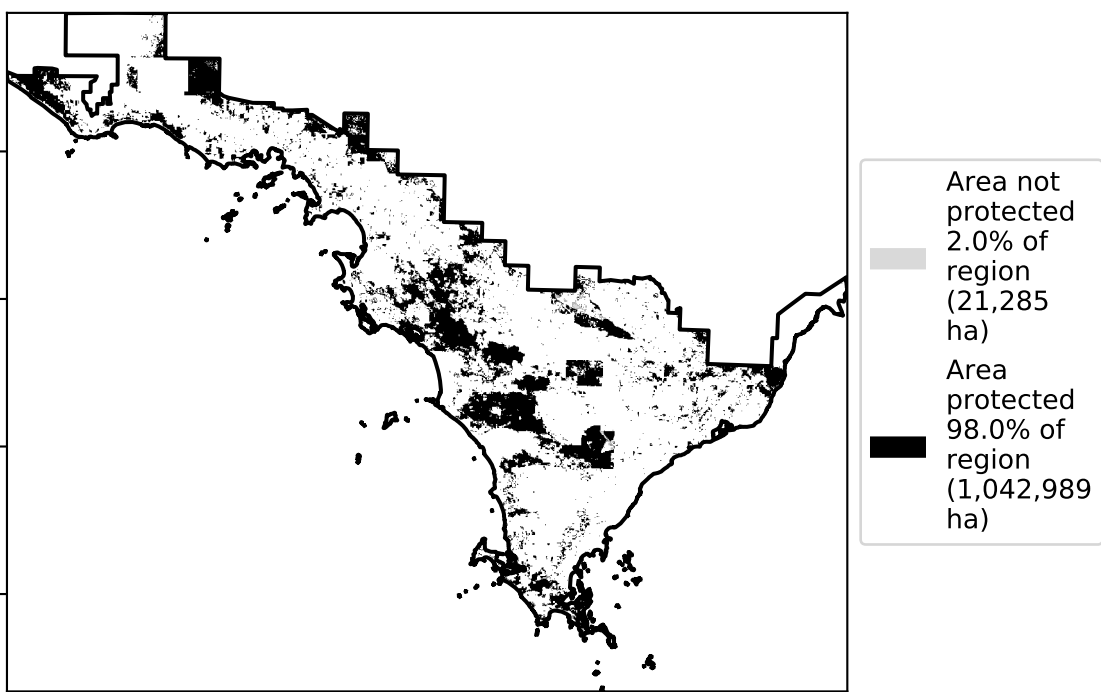 Area not
protected
2.0% of
region
(21,285
ha)
Area
protected
98.0% of
region
(1,042,989
ha)